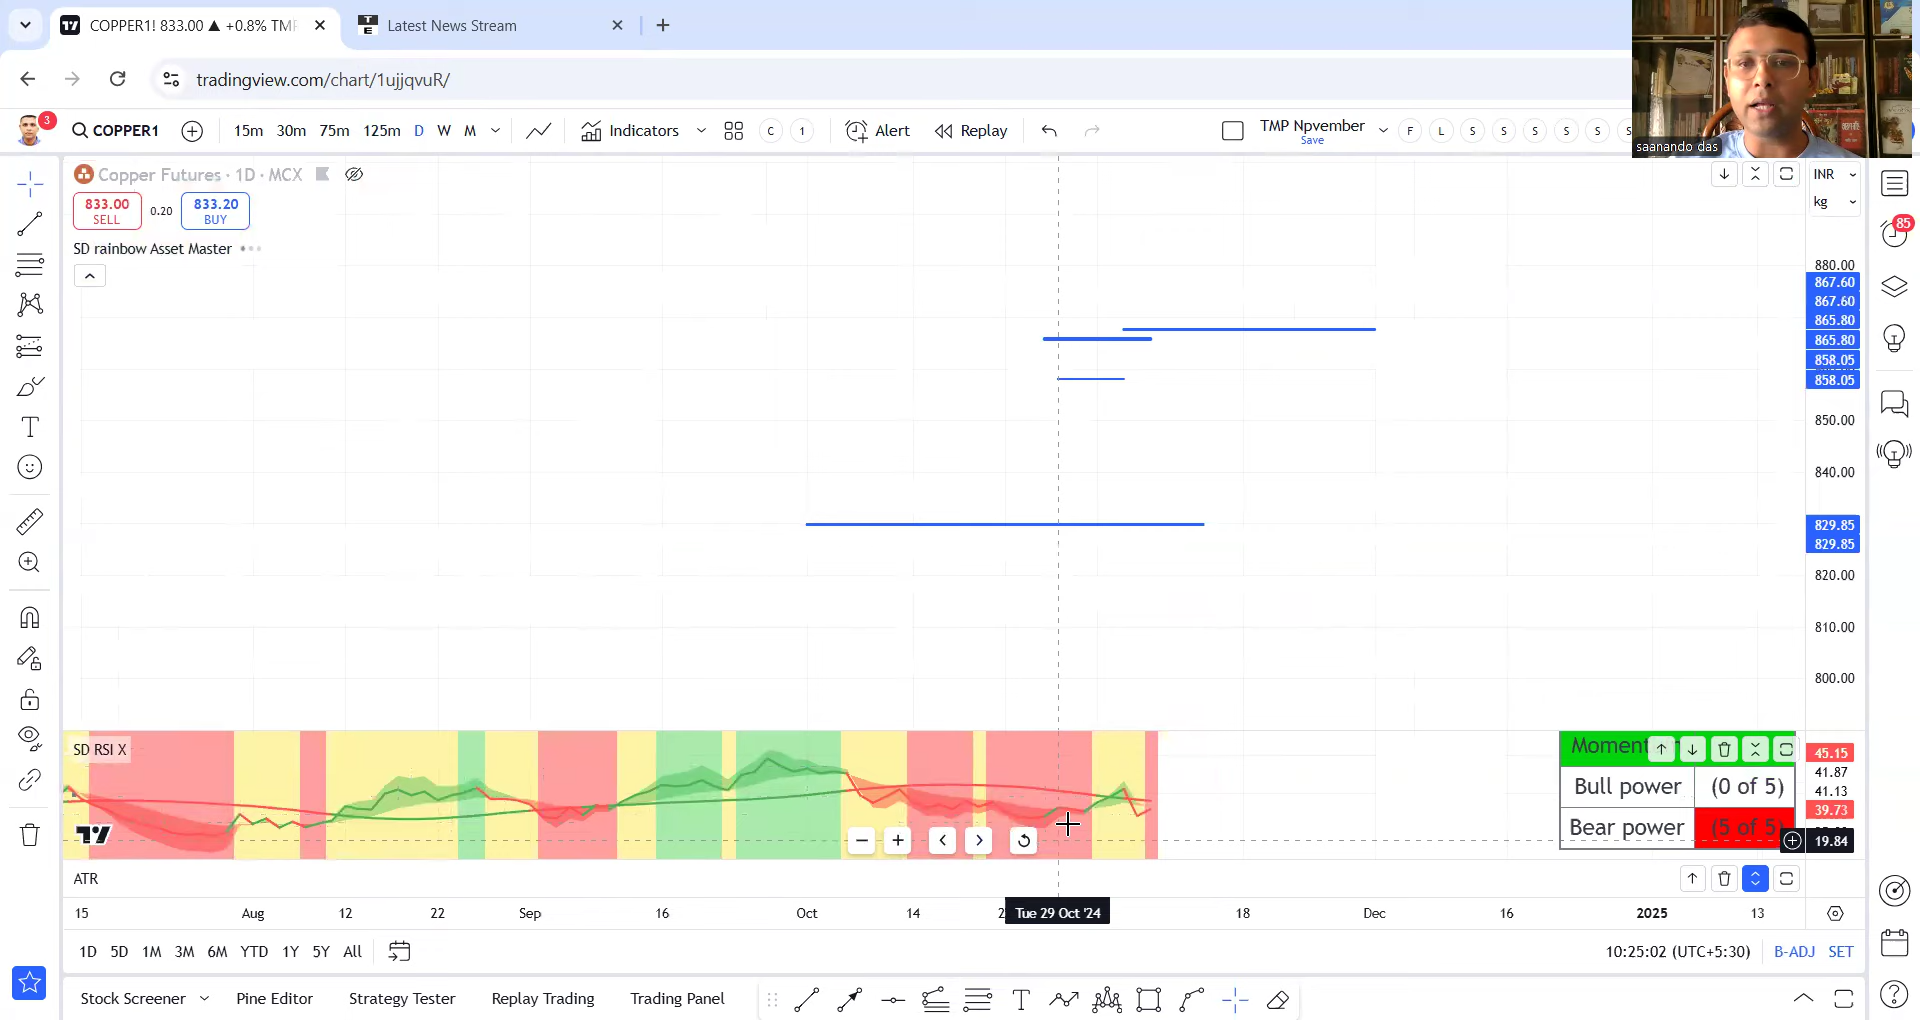 COPPER1! 833.00 ▲ +0.8% TMP
Latest News Stream
tradingview.com/chart/1ujjqvuR/
3
COPPER1
15m 30m 75m 125m D W M
Indicators
C 1
Alert
Replay
TMP Npvember
Save
F L S S S S S
saanando das
Copper Futures · 1D · MCX
INR
kg
833.00
SELL
0.20
833.20
BUY
SD rainbow Asset Master
85
880.00
867.60
867.60
865.80
865.80
858.05
858.05
850.00
840.00
829.85
829.85
820.00
810.00
800.00
SD RSI X
Moment
Bull power (0 of 5)
Bear power (5 of 5)
45.15
41.87
41.13
39.73
19.84
ATR
15 Aug 12 22 Sep 16 Oct 14 Tue 29 Oct '24 18 Dec 16 2025 13
1D 5D 1M 3M 6M YTD 1Y 5Y All
10:25:02 (UTC+5:30) B-ADJ SET
Stock Screener Pine Editor Strategy Tester Replay Trading Trading Panel